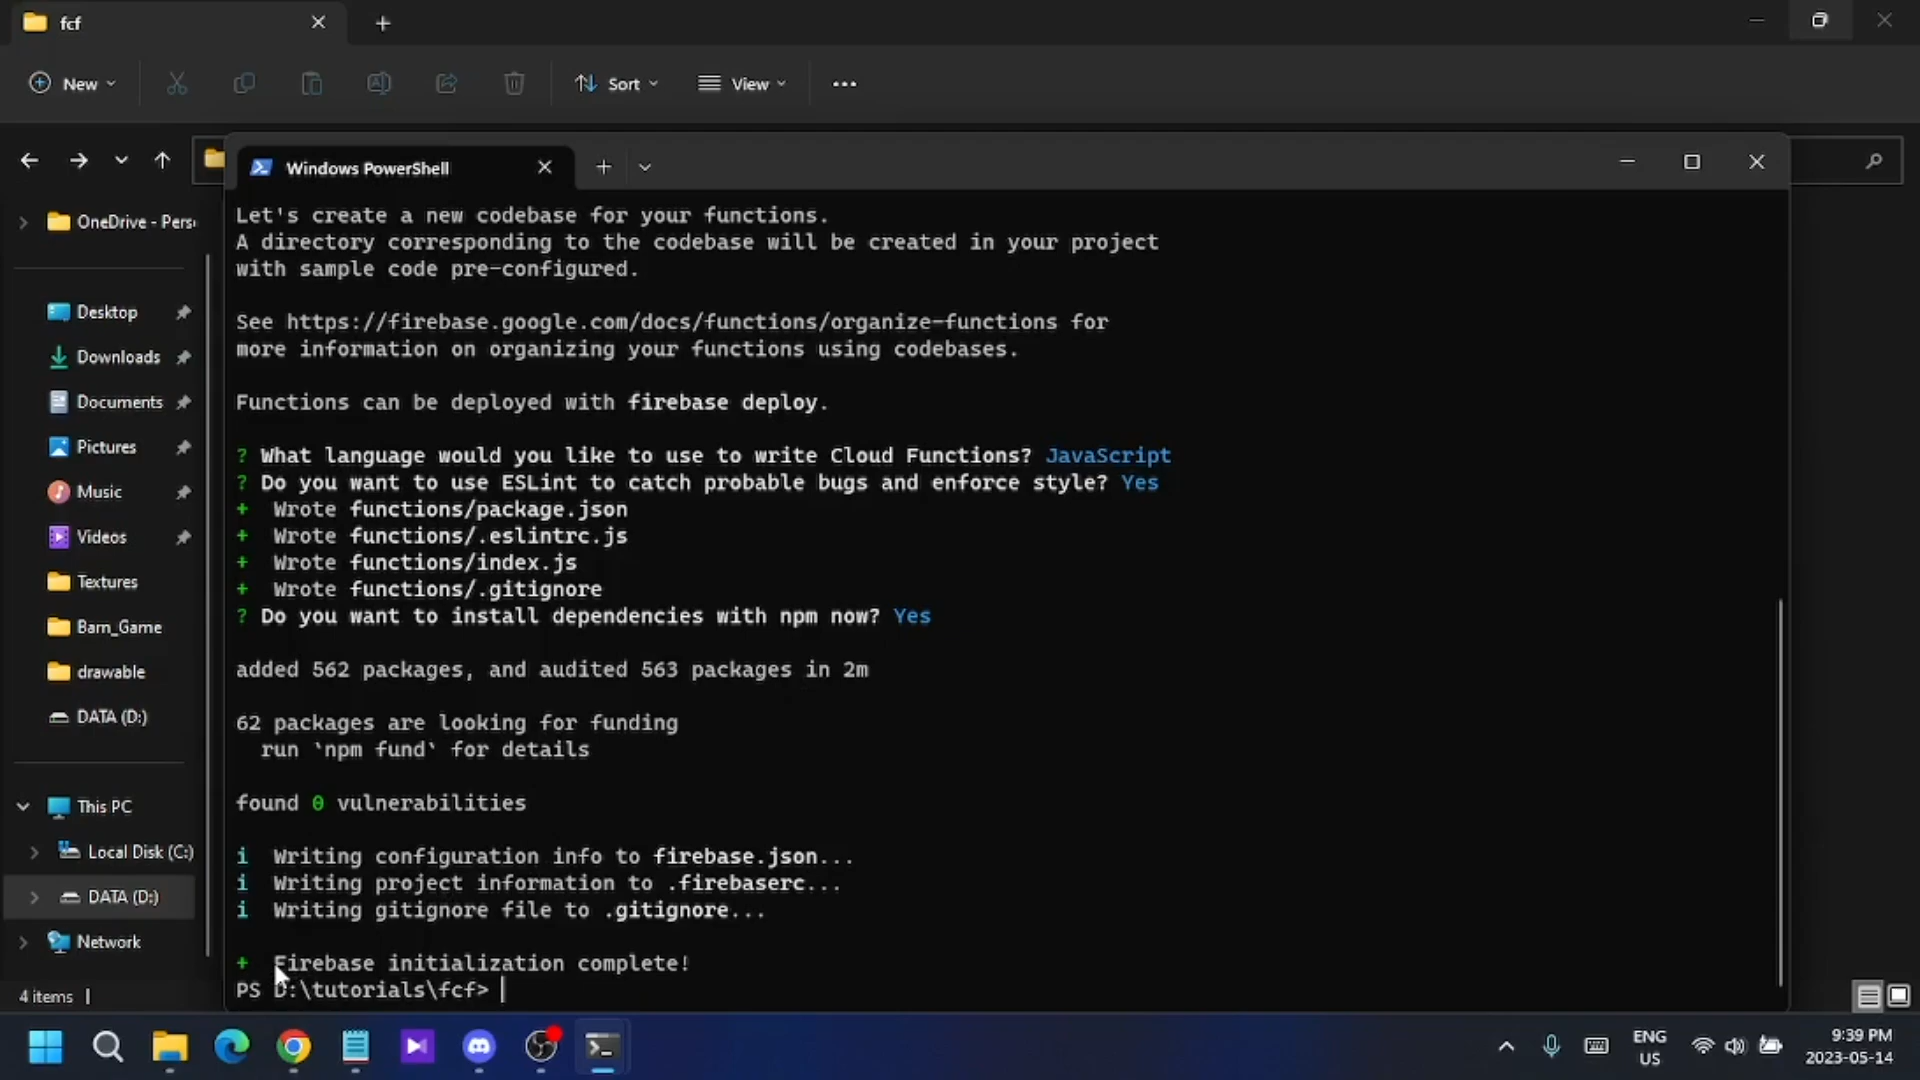 fcf
New
Sort
View
Windows PowerShell
OneDrive - Pers
Desktop
Downloads
Documents
Pictures
Music
Videos
Textures
Barn_Game
drawable
DATA (D:)
This PC
Local Disk (C:)
DATA (D:)
Network
4 items
Let's create a new codebase for your functions.
A directory corresponding to the codebase will be created in your project
with sample code pre-configured.
See https://firebase.google.com/docs/functions/organize-functions for
more information on organizing your functions using codebases.
Functions can be deployed with firebase deploy.
? What language would you like to use to write Cloud Functions? JavaScript
? Do you want to use ESLint to catch probable bugs and enforce style? Yes
+ Wrote functions/package.json
+ Wrote functions/.eslintrc.js
+ Wrote functions/index.js
+ Wrote functions/.gitignore
? Do you want to install dependencies with npm now? Yes
added 562 packages, and audited 563 packages in 2m
62 packages are looking for funding
run `npm fund` for details
found 0 vulnerabilities
i Writing configuration info to firebase.json...
i Writing project information to .firebaserc...
i Writing gitignore file to .gitignore...
+ Firebase initialization complete!
PS D:\tutorials\fcf>
ENG
US
9:39 PM
2023-05-14